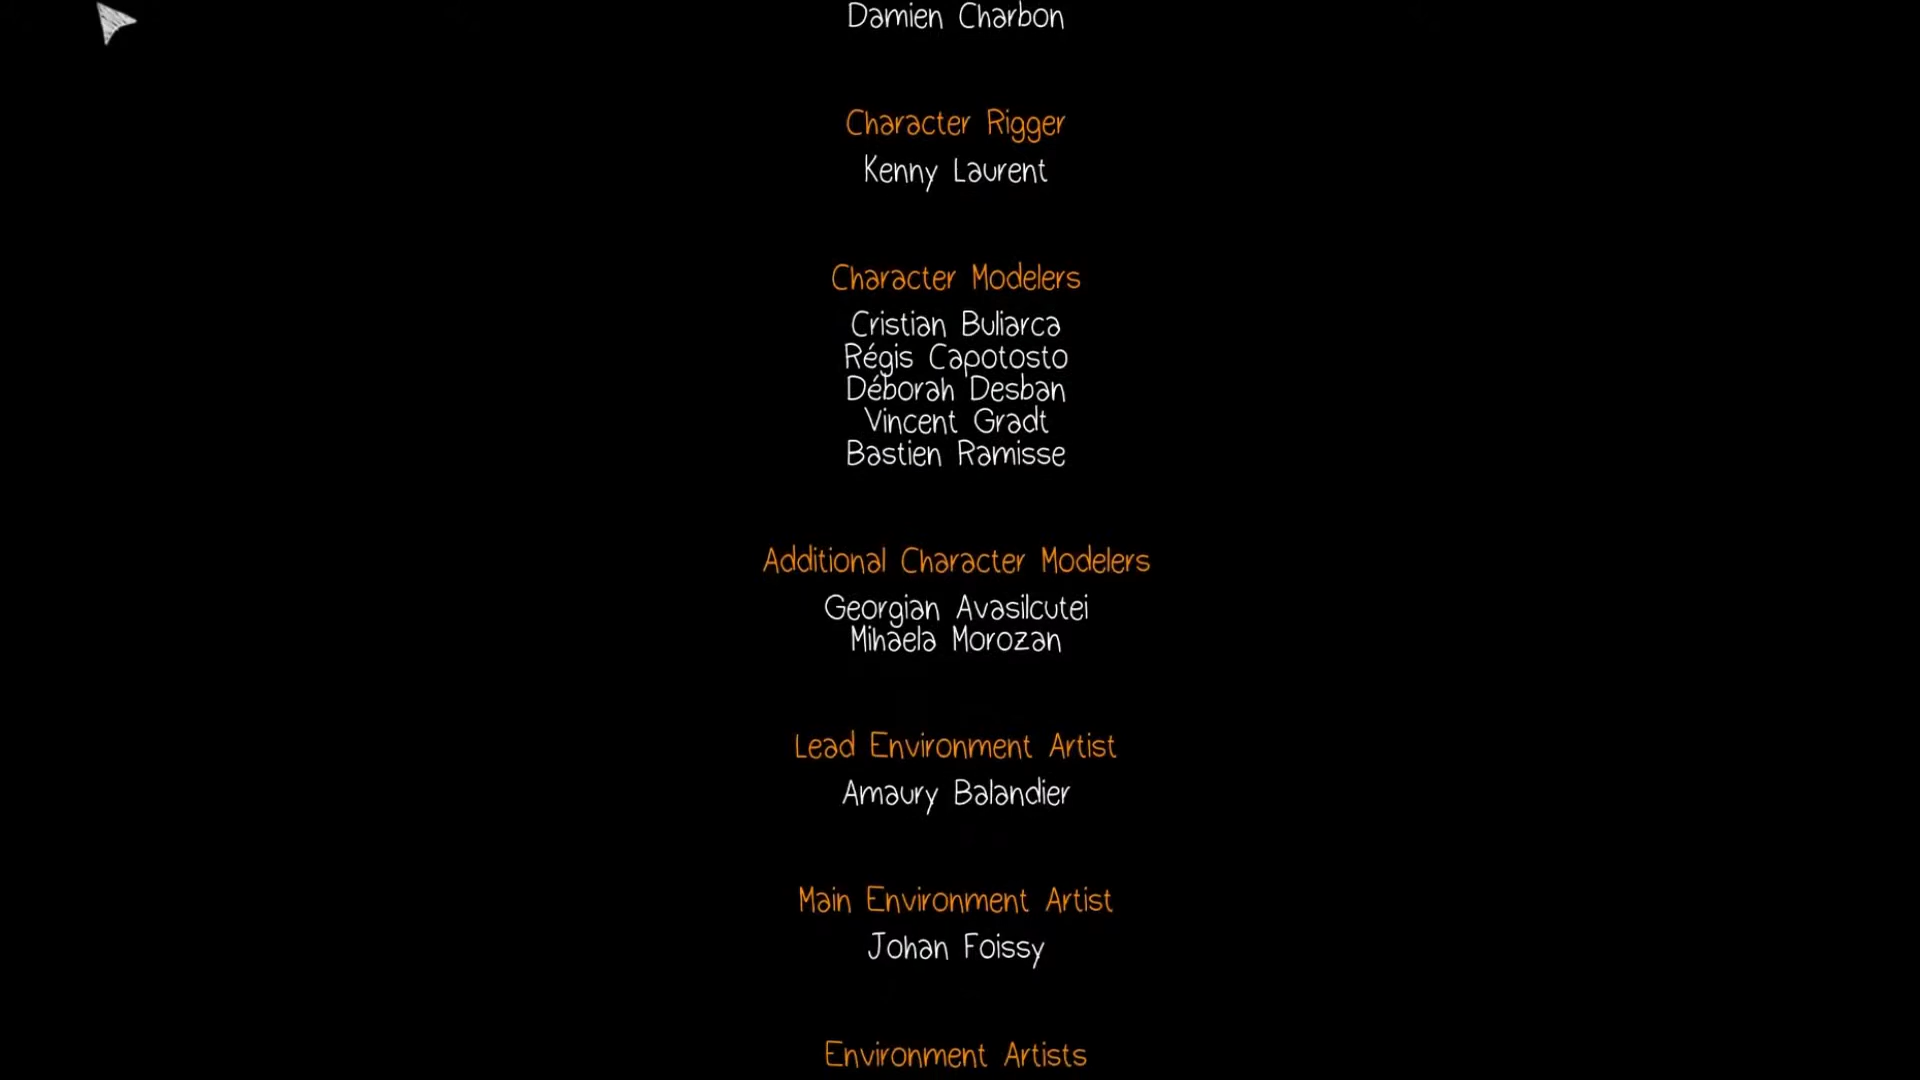 Damien Charbon
Character Rigger
Kenny Laurent
Character Modelers
Cristian Buliarca
Régis Capotosto
Déborah Desban
Vincent Gradt
Bastien Ramisse
Additional Character Modelers
Georgian Avasilcutei
Mihaela Morozan
Lead Environment Artist
Amaury Balandier
Main Environment Artist
Johan Foissy
Environment Artists